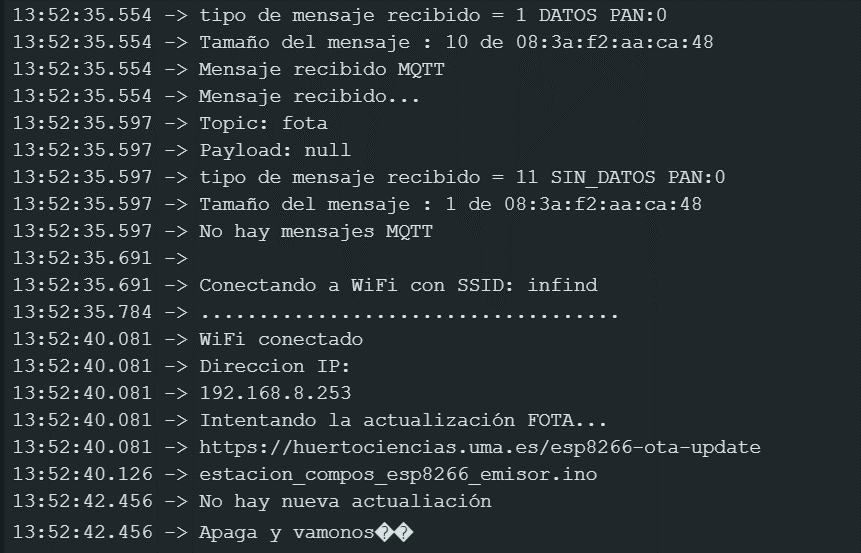 13:52:35.554 -> tipo de mensaje recibido = 1 DATOS PAN:0
13:52:35.554 -> Tamaño del mensaje : 10 de 08:3a:f2:aa:ca:48
13:52:35.554 -> Mensaje recibido MQTT
13:52:35.554 -> Mensaje recibido...
13:52:35.597 -> Topic: fota
13:52:35.597 -> Payload: null
13:52:35.597 -> tipo de mensaje recibido = 11 SIN_DATOS PAN:0
13:52:35.597 -> Tamaño del mensaje : 1 de 08:3a:f2:aa:ca:48
13:52:35.597 -> No hay mensajes MQTT
13:52:35.691 ->
13:52:35.691 -> Conectando a WiFi con SSID: infind
13:52:35.784 -> ....................................
13:52:40.081 -> WiFi conectado
13:52:40.081 -> Direccion IP:
13:52:40.081 -> 192.168.8.253
13:52:40.081 -> Intentando la actualización FOTA...
13:52:40.081 -> https://huertociencias.uma.es/esp8266-ota-update
13:52:40.126 -> estacion_compos_esp8266_emisor.ino
13:52:42.456 -> No hay nueva actualiación
13:52:42.456 -> Apaga y vamonos��